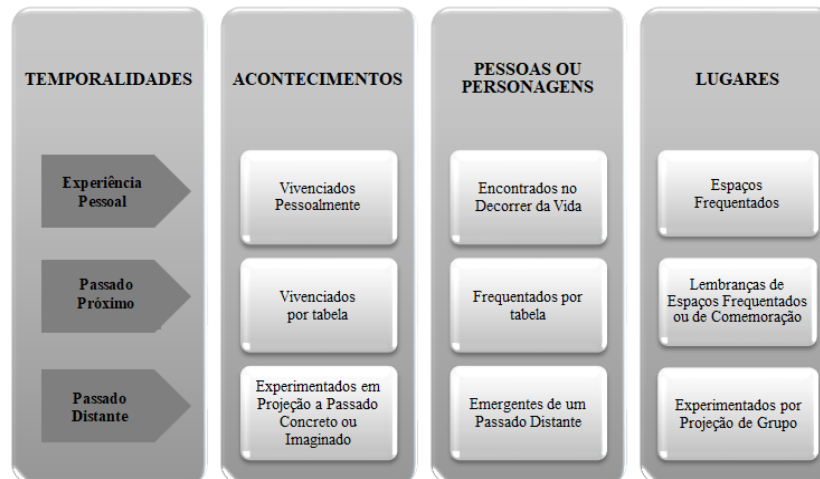 TEMPORALIDADES
Experiência
Pessoal
Passado
Próximo
Passado
Distante
ACONTECIMENTOS
Vivenciados
Pessoalmente
Vivenciados
por tabela
Experimentados em
Projeção a Passado
Concreto ou
Imaginado
PESSOAS OU
PERSONAGENS
Encontrados no
Decorrer da Vida
Frequentados por
tabela
Emergentes de um
Passado Distante
LUGARES
Espaços
Frequentados
Lembranças de
Espaços Frequentados
ou de Comemoração
Experimentados por
Projeção de Grupo